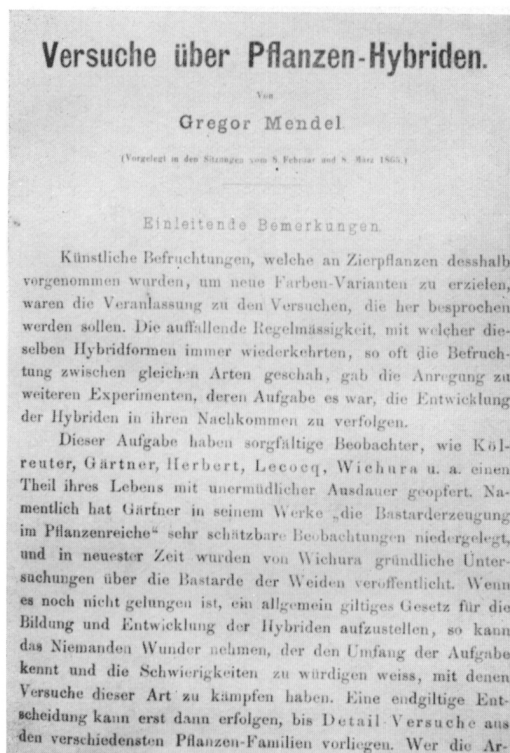 Versuche über Pflanzen-Hybriden.
Von
Gregor Mendel
(Vorgelegt in den Sitzungen vom 8. Februar und 8. März 1865.)
Einleitende Bemerkungen.
Künstliche Befruchtungen, welche an Zierpflanzen desshalb
vorgenommen wurden, um neue Farben-Varianten zu erzielen,
waren die Veranlassung zu den Versuchen, die her besprochen
werden sollen. Die auffallende Regelmässigkeit, mit welcher die-
selben Hybridformen immer wiederkehrten, so oft die Befruch-
tung zwischen gleichen Arten geschah, gab die Anregung zu
weiteren Experimenten, deren Aufgabe es war, die Entwicklung
der Hybriden in ihren Nachkommen zu verfolgen.
Dieser Aufgabe haben sorgfältige Beobachter, wie Köl-
reuter, Gärtner, Herbert, Lecocq, Wichura u. a. einen
Theil ihres Lebens mit unermüdlicher Ausdauer geopfert. Na-
mentlich hat Gärtner in seinem Werke „die Bastarderzeugung
im Pflanzenreiche“ sehr schätzbare Beobachtungen niedergelegt,
und in neuester Zeit wurden von Wichura gründliche Unter-
suchungen über die Bastarde der Weiden veröffentlicht. Wenn
es noch nicht gelungen ist, ein allgemein giltiges Gesetz für die
Bildung und Entwicklung der Hybriden aufzustellen, so kann
das Niemanden Wunder nehmen, der den Umfang der Aufgabe
kennt und die Schwierigkeiten zu würdigen weiss, mit denen
Versuche dieser Art zu kämpfen haben. Eine endgiltige Ent-
scheidung kann erst dann erfolgen, bis Detail Versuche aus
den verschiedensten Pflanzen-Familien vorliegen. Wer die Ar-